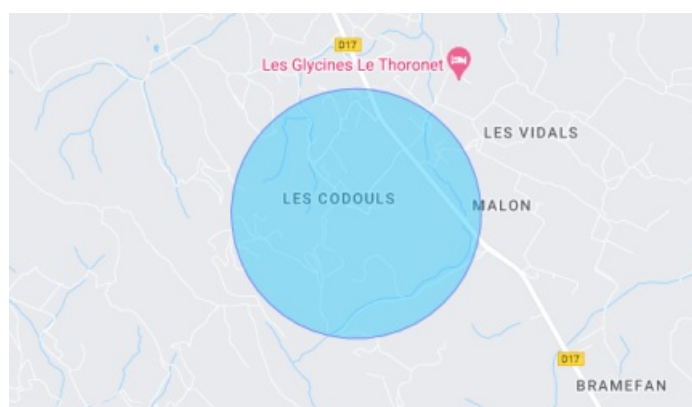 D17
Les Glycines Le Thoronet
LES VIDALS
LES CODOULS
MALON
D17
BRAMEFAN